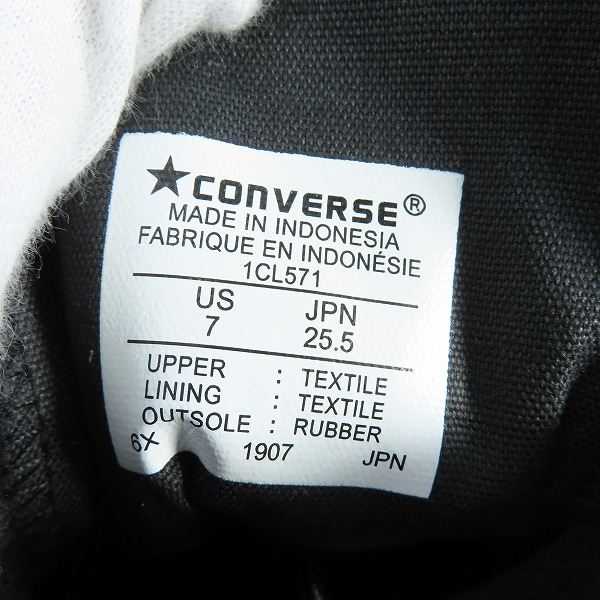 ★CONVERSE®
MADE IN INDONESIA
FABRIQUE EN INDONÉSIE
1CL571
US JPN
7 25.5
UPPER : TEXTILE
LINING : TEXTILE
OUTSOLE : RUBBER
6X 1907 JPN